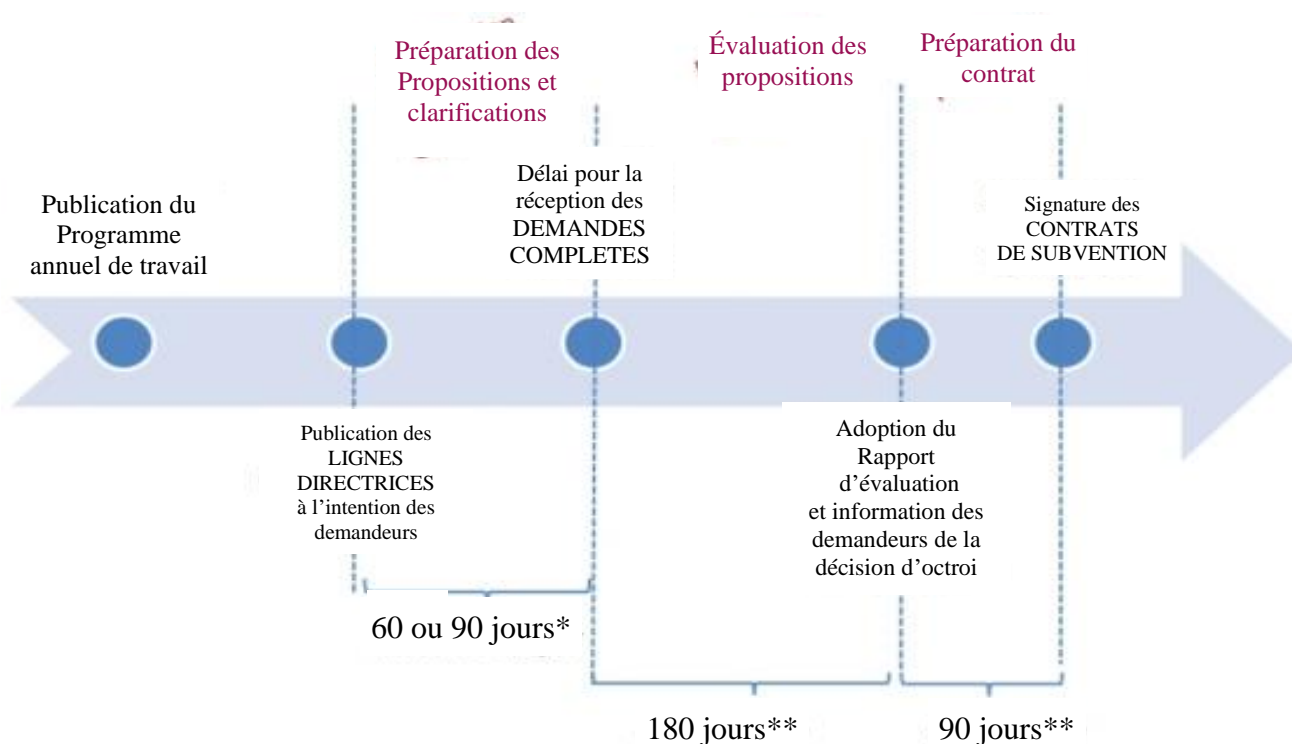 Préparation des
Propositions et
clarifications
Évaluation des
propositions
Préparation du
contrat
Publication du
Programme
annuel de travail
Délai pour la
réception des
DEMANDES
COMPLETES
Signature des
CONTRATS
DE SUBVENTION
Publication des
LIGNES
DIRECTRICES
à l’intention des
demandeurs
Adoption du
Rapport
d’évaluation
et information des
demandeurs de la
décision d’octroi
60 ou 90 jours*
180 jours**
90 jours**